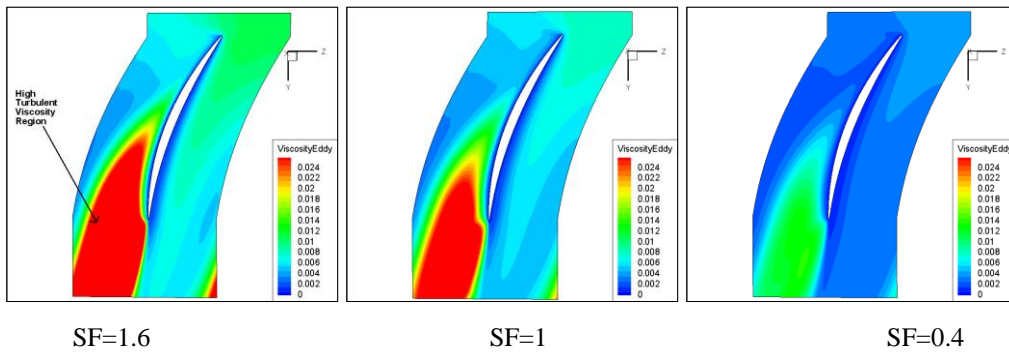 High
Turbulent
Viscosity
Region
Z
Y
ViscosityEddy
0.024
0.022
0.02
0.018
0.016
0.014
0.012
0.01
0.008
0.006
0.004
0.002
0
Z
Y
ViscosityEddy
0.024
0.022
0.02
0.018
0.016
0.014
0.012
0.01
0.008
0.006
0.004
0.002
0
Z
Y
ViscosityEddy
0.024
0.022
0.02
0.018
0.016
0.014
0.012
0.01
0.008
0.006
0.004
0.002
0
SF=1.6
SF=1
SF=0.4